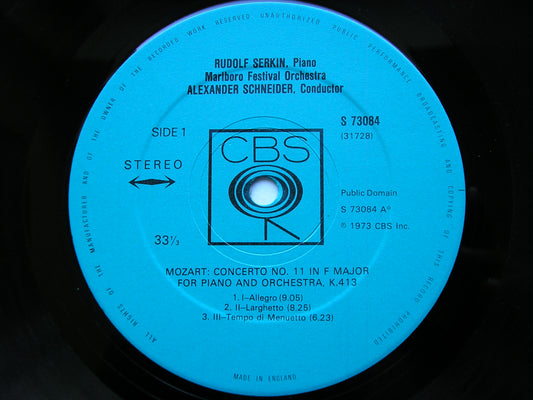 ALL RIGHTS OF THE MANUFACTURER AND OF THE OWNER OF THE RECORDED WORK RESERVED UNAUTHORIZED PUBLIC PERFORMANCE BROADCASTING AND COPYING OF THIS RECORD PROHIBITED
RUDOLF SERKIN, Piano
Marlboro Festival Orchestra
ALEXANDER SCHNEIDER, Conductor
S 73084
(31728)
SIDE 1
STEREO
CBS
Public Domain
S 73084 A°
℗ 1973 CBS Inc.
33⅓
MOZART: CONCERTO NO. 11 IN F MAJOR
FOR PIANO AND ORCHESTRA, K.413
1. I-Allegro (9.05)
2. II-Larghetto (8.25)
3. III-Tempo di Menuetto (6.23)
MADE IN ENGLAND